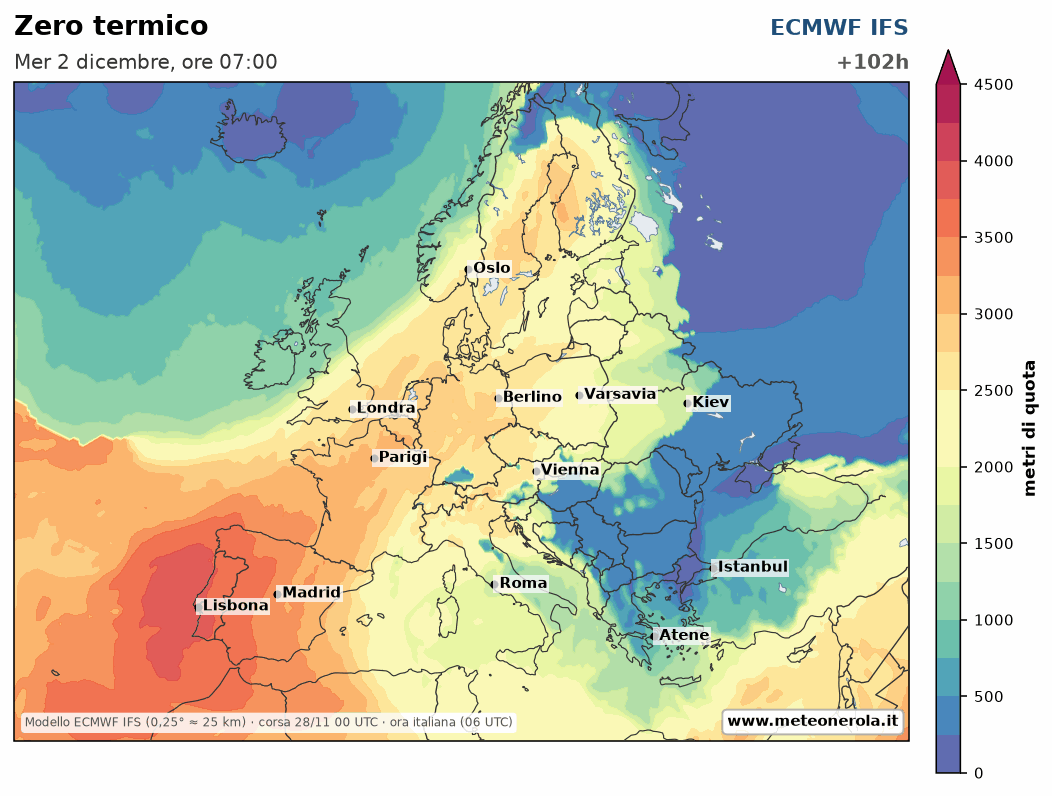 Zero termico
ECMWF IFS
Mer 2 dicembre, ore 07:00
+102h
4500
4000
3500
3000
2500
2000
1500
1000
500
0
metri di quota
Oslo
Berlino
Varsavia
Kiev
Londra
Parigi
Vienna
Istanbul
Roma
Madrid
Lisbona
Atene
Modello ECMWF IFS (0,25° ≈ 25 km) · corsa 28/11 00 UTC · ora italiana (06 UTC)
www.meteonerola.it